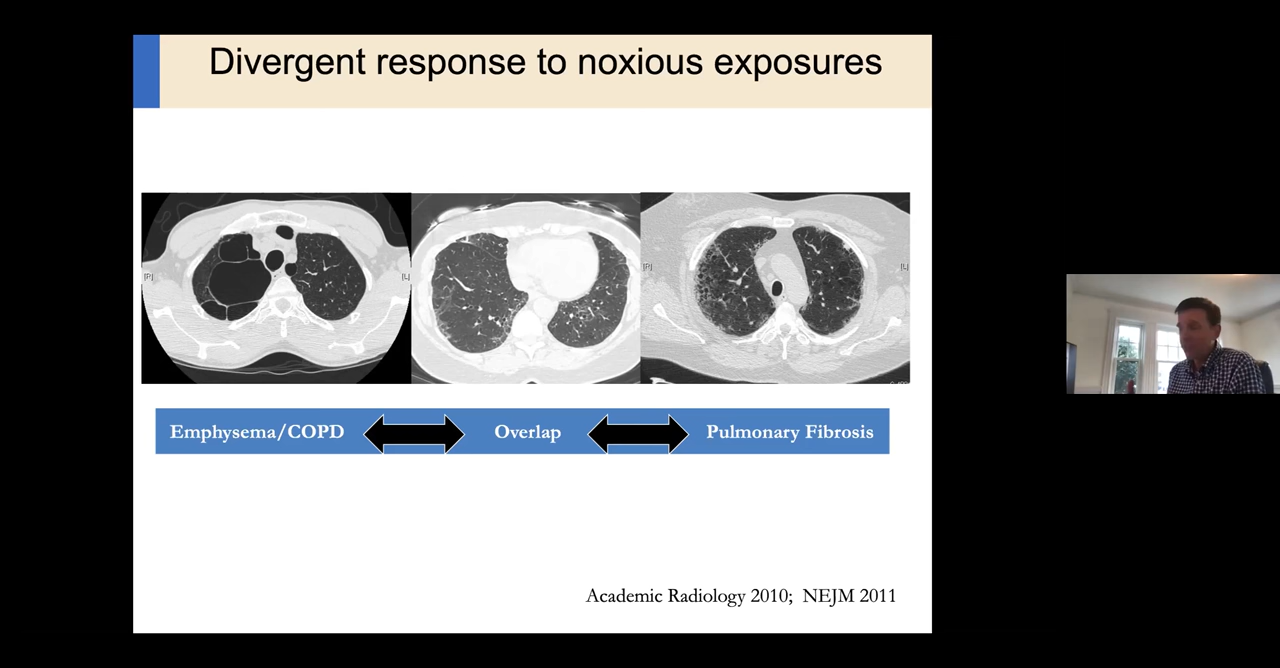 Divergent response to noxious exposures
[R]
[L]
[R]
[L]
Emphysema/COPD
Overlap
Pulmonary Fibrosis
Academic Radiology 2010; NEJM 2011